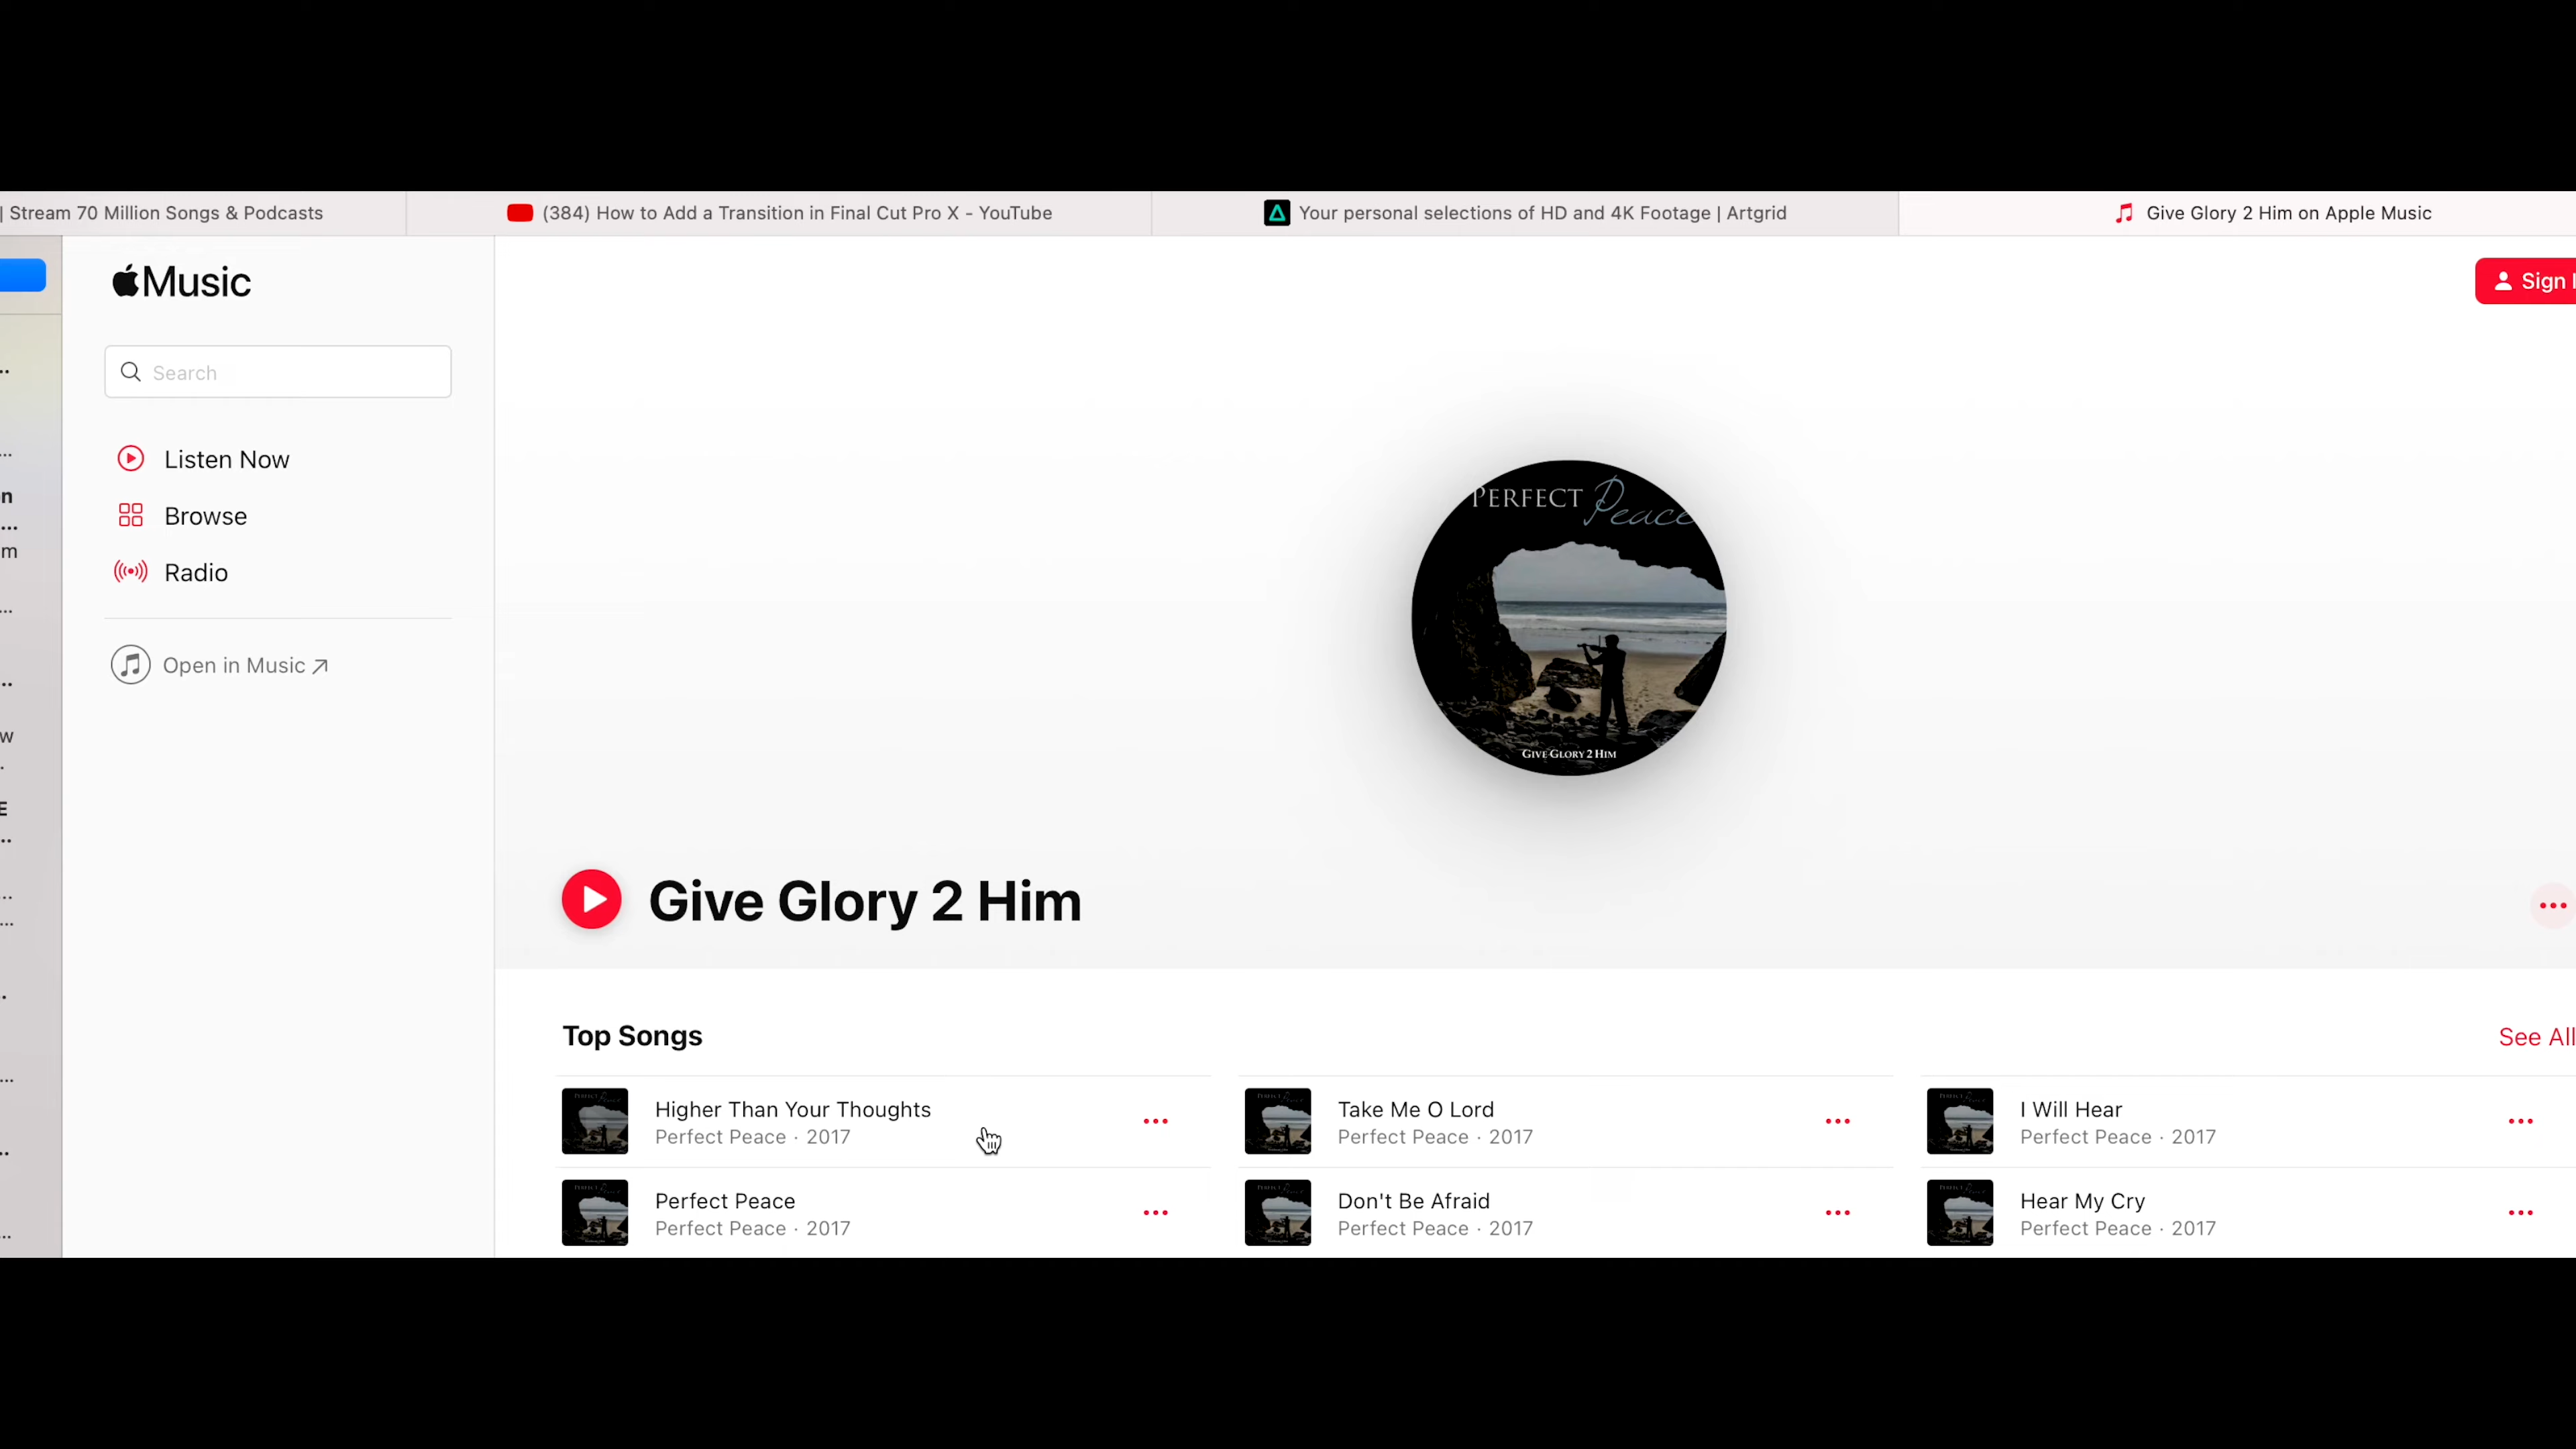 | Stream 70 Million Songs & Podcasts
(384) How to Add a Transition in Final Cut Pro X - YouTube
Your personal selections of HD and 4K Footage | Artgrid
Give Glory 2 Him on Apple Music
Music
Sign
Search
Listen Now
Browse
Radio
Open in Music
PERFECT Peace
GIVE GLORY 2 HIM
Give Glory 2 Him
Top Songs
See All
Higher Than Your Thoughts
Perfect Peace · 2017
Take Me O Lord
Perfect Peace · 2017
I Will Hear
Perfect Peace · 2017
Perfect Peace
Perfect Peace · 2017
Don't Be Afraid
Perfect Peace · 2017
Hear My Cry
Perfect Peace · 2017